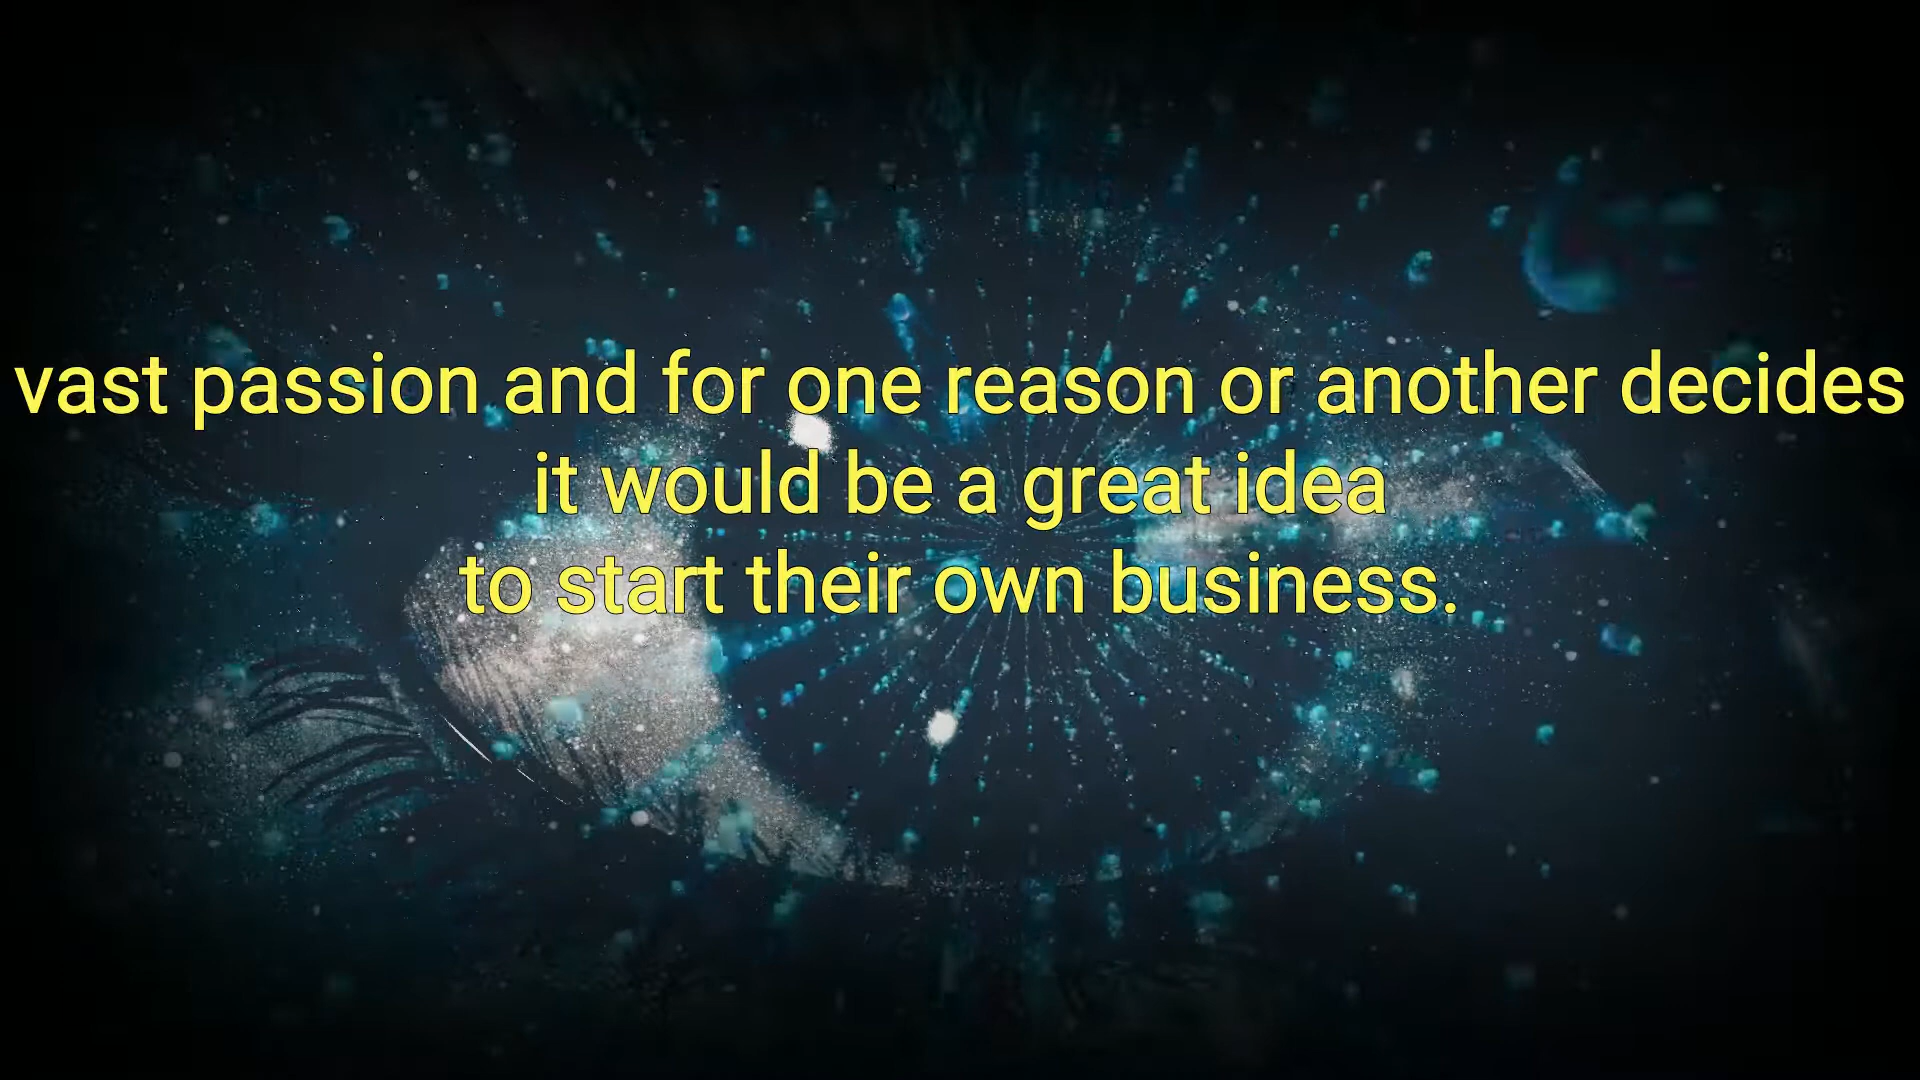 vast passion and for one reason or another decides
it would be a great idea
to start their own business.